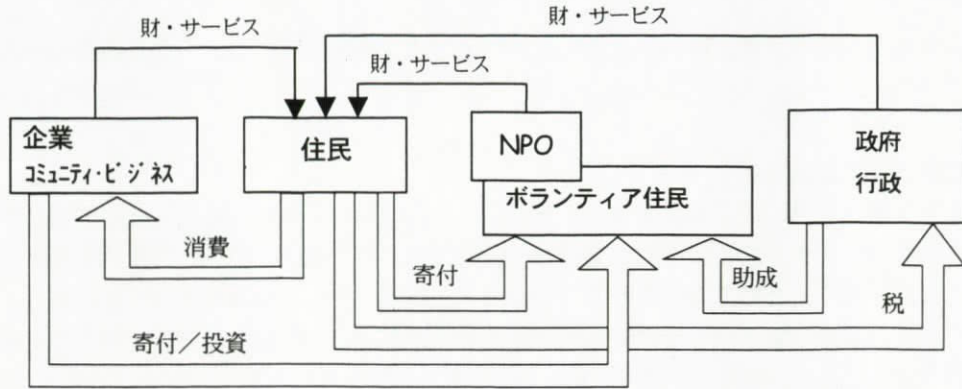 財・サービス
財・サービス
財・サービス
企業
コミュニティ・ビジネス
住民
NPO
ボランティア住民
政府
行政
消費
寄付
助成
税
寄付／投資